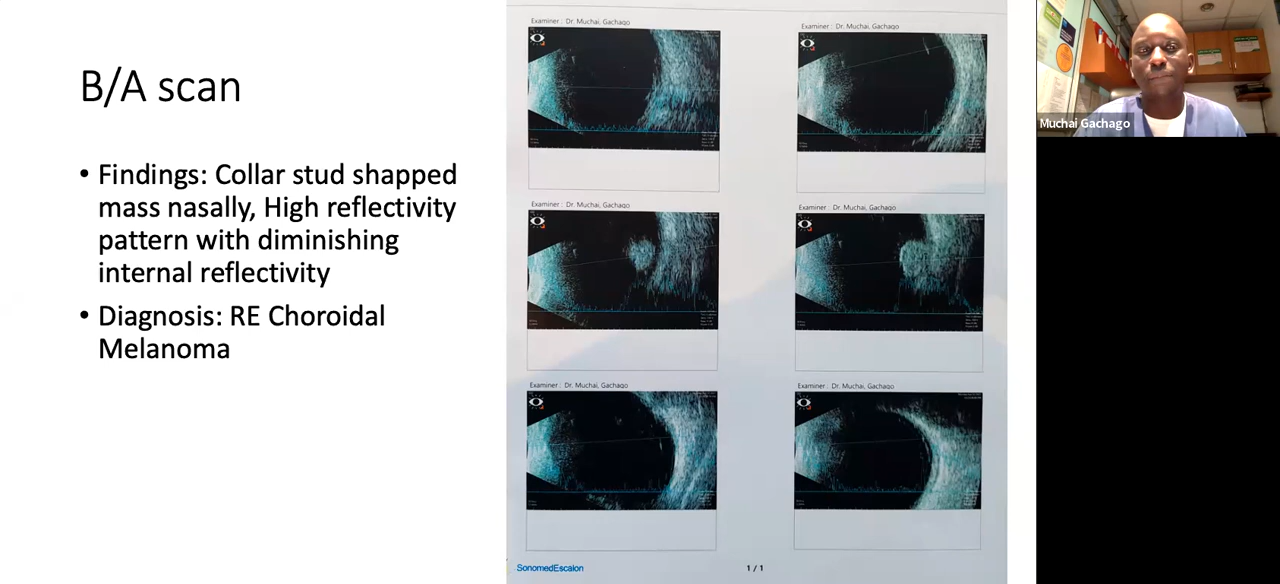 B/A scan
• Findings: Collar stud shapped
mass nasally, High reflectivity
pattern with diminishing
internal reflectivity
• Diagnosis: RE Choroidal
Melanoma
Examiner : Dr. Muchai, Gachago
Examiner : Dr. Muchai, Gachago
Examiner : Dr. Muchai, Gachago
Examiner : Dr. Muchai, Gachago
Examiner : Dr. Muchai, Gachago
Examiner : Dr. Muchai, Gachago
SonomedEscalon
1 / 1
Muchai Gachago